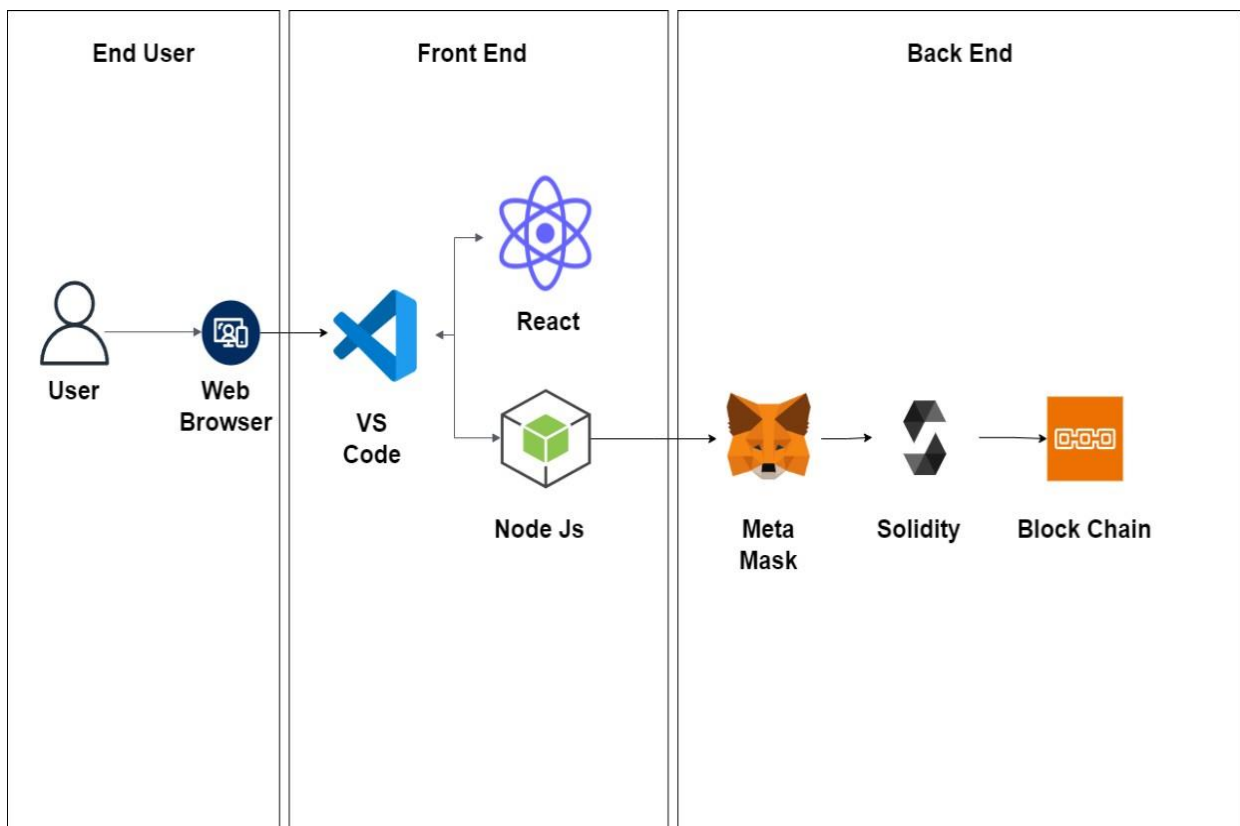 End User
Front End
Back End
React
User
Web
Browser
VS
Code
Node Js
Meta
Mask
Solidity
Block Chain